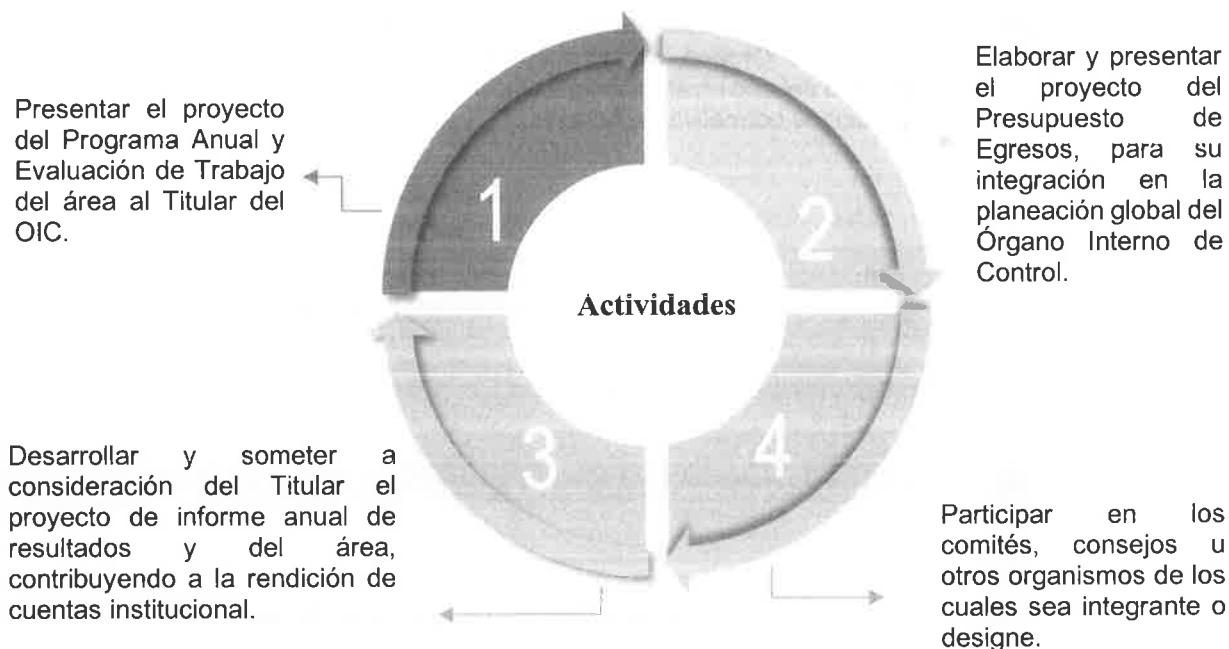 Presentar el proyecto
del Programa Anual y
Evaluación de Trabajo
del área al Titular del
OIC.
1
2
Elaborar y presentar
el proyecto del
Presupuesto de
Egresos, para su
integración en la
planeación global del
Órgano Interno de
Control.
Actividades
Desarrollar y someter a
consideración del Titular el
proyecto de informe anual de
resultados y del área,
contribuyendo a la rendición de
cuentas institucional.
3
4
Participar en los
comités, consejos u
otros organismos de los
cuales sea integrante o
designe.